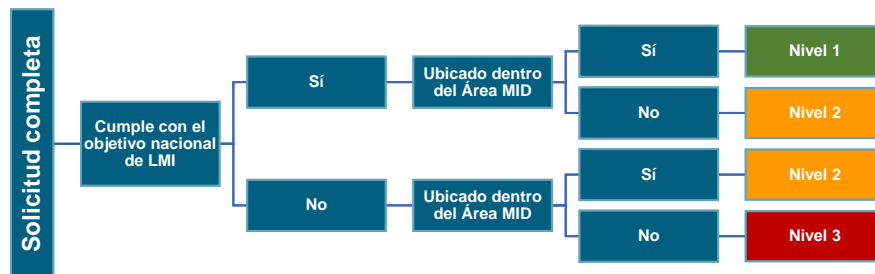 Solicitud completa
Cumple con el
objetivo nacional
de LMI
Sí
Ubicado dentro
del Área MID
Sí
Nivel 1
No
Nivel 2
No
Ubicado dentro
del Área MID
Sí
Nivel 2
No
Nivel 3